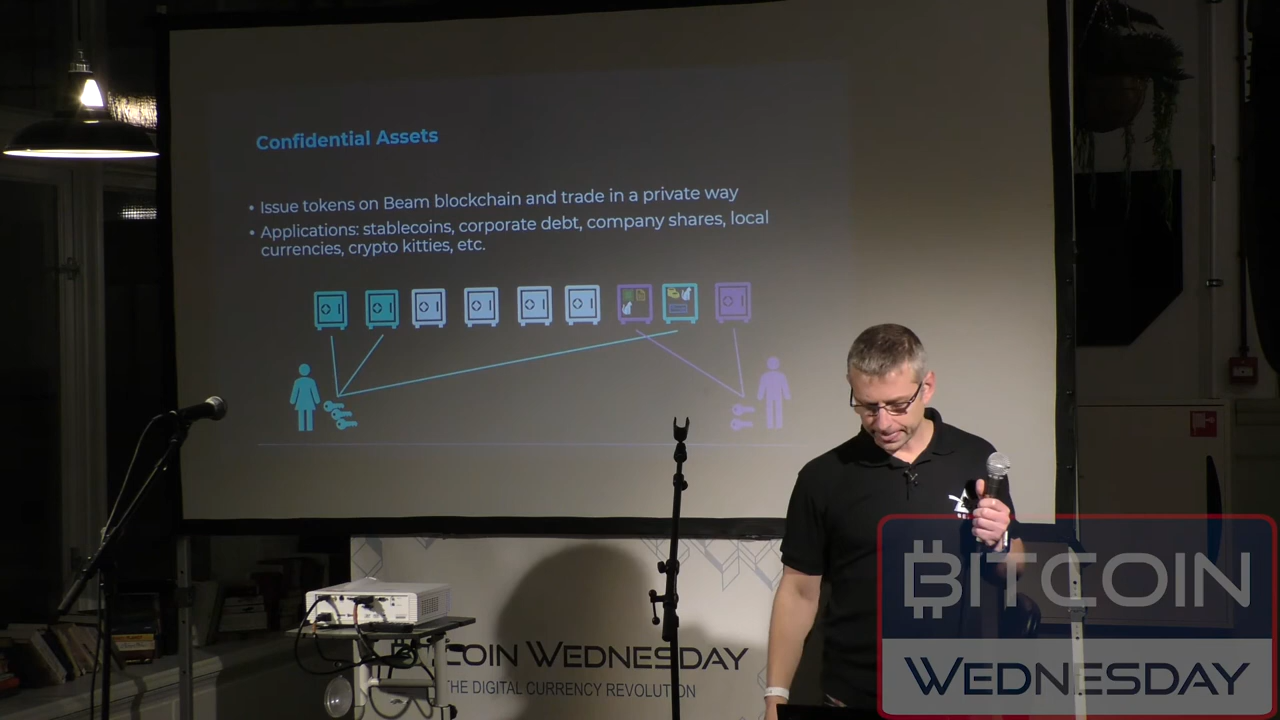 Confidential Assets
• Issue tokens on Beam blockchain and trade in a private way
• Applications: stablecoins, corporate debt, company shares, local
currencies, crypto kitties, etc.
COIN WEDNESDAY
THE DIGITAL CURRENCY REVOLUTION
BITCOIN
WEDNESDAY